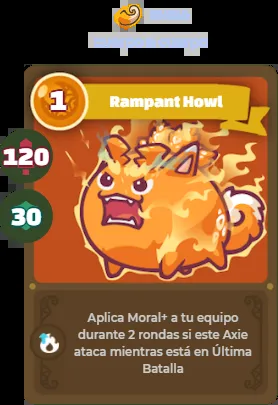 1
Rampant Howl
120
30
Aplica Moral+ a tu equipo
durante 2 rondas si este Axie
ataca mientras está en Última
Batalla